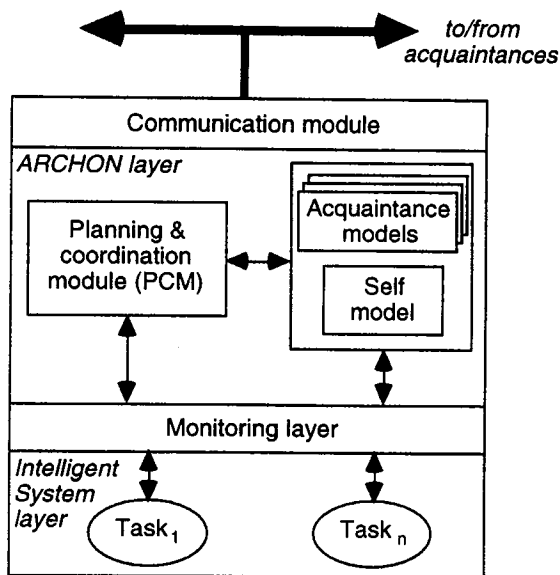 to/from
acquaintances
Communication module
ARCHON layer
Acquaintance
models
Planning &
coordination
module (PCM)
Self
model
Monitoring layer
Intelligent
System
layer
Task1
Taskn